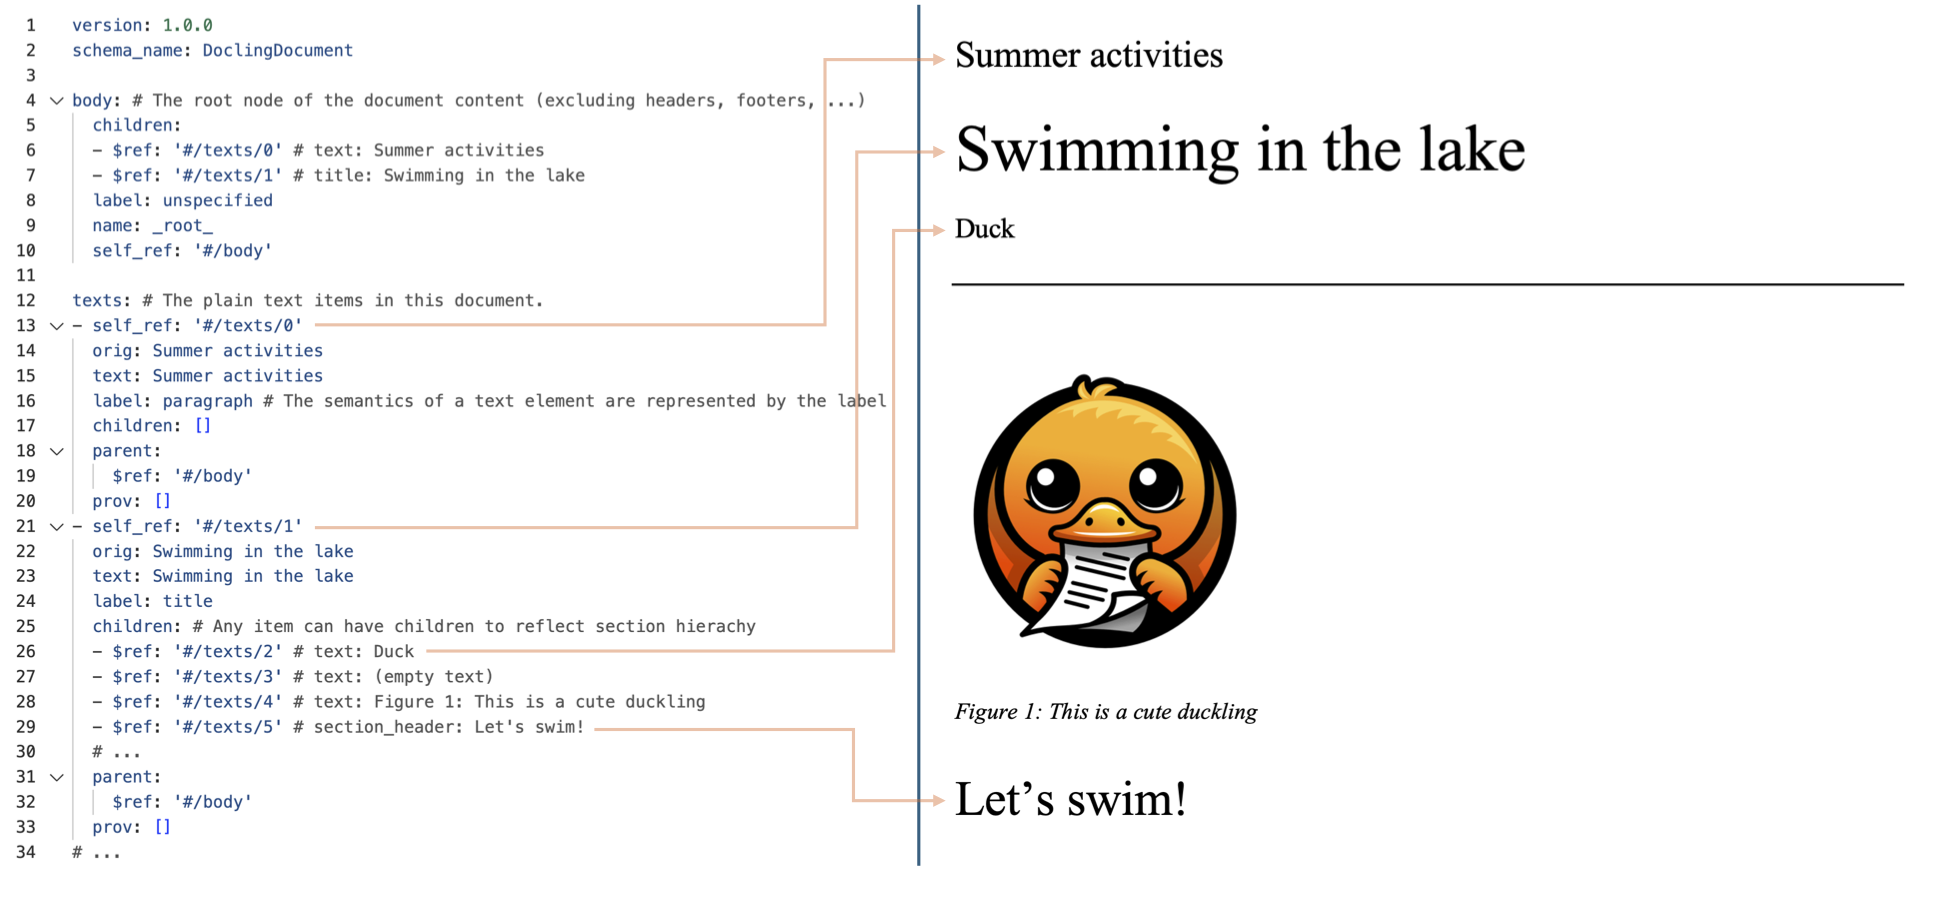 1 version: 1.0.0
2 schema_name: DoclingDocument
3
4 body: # The root node of the document content (excluding headers, footers, ...)
5 children:
6 - $ref: '#/texts/0' # text: Summer activities
7 - $ref: '#/texts/1' # title: Swimming in the lake
8 label: unspecified
9 name: _root_
10 self_ref: '#/body'
11
12 texts: # The plain text items in this document.
13 - self_ref: '#/texts/0'
14 orig: Summer activities
15 text: Summer activities
16 label: paragraph # The semantics of a text element are represented by the label
17 children: []
18 parent:
19 $ref: '#/body'
20 prov: []
21 - self_ref: '#/texts/1'
22 orig: Swimming in the lake
23 text: Swimming in the lake
24 label: title
25 children: # Any item can have children to reflect section hierachy
26 - $ref: '#/texts/2' # text: Duck
27 - $ref: '#/texts/3' # text: (empty text)
28 - $ref: '#/texts/4' # text: Figure 1: This is a cute duckling
29 - $ref: '#/texts/5' # section_header: Let's swim!
30 # ...
31 parent:
32 $ref: '#/body'
33 prov: []
34 # ...
Summer activities
Swimming in the lake
Duck
Figure 1: This is a cute duckling
Let’s swim!